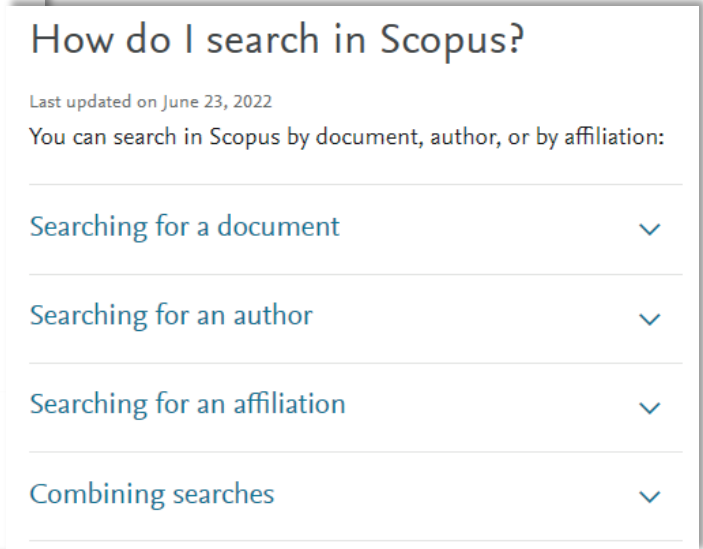 How do I search in Scopus?
Last updated on June 23, 2022
You can search in Scopus by document, author, or by affiliation:
Searching for a document
Searching for an author
Searching for an affiliation
Combining searches